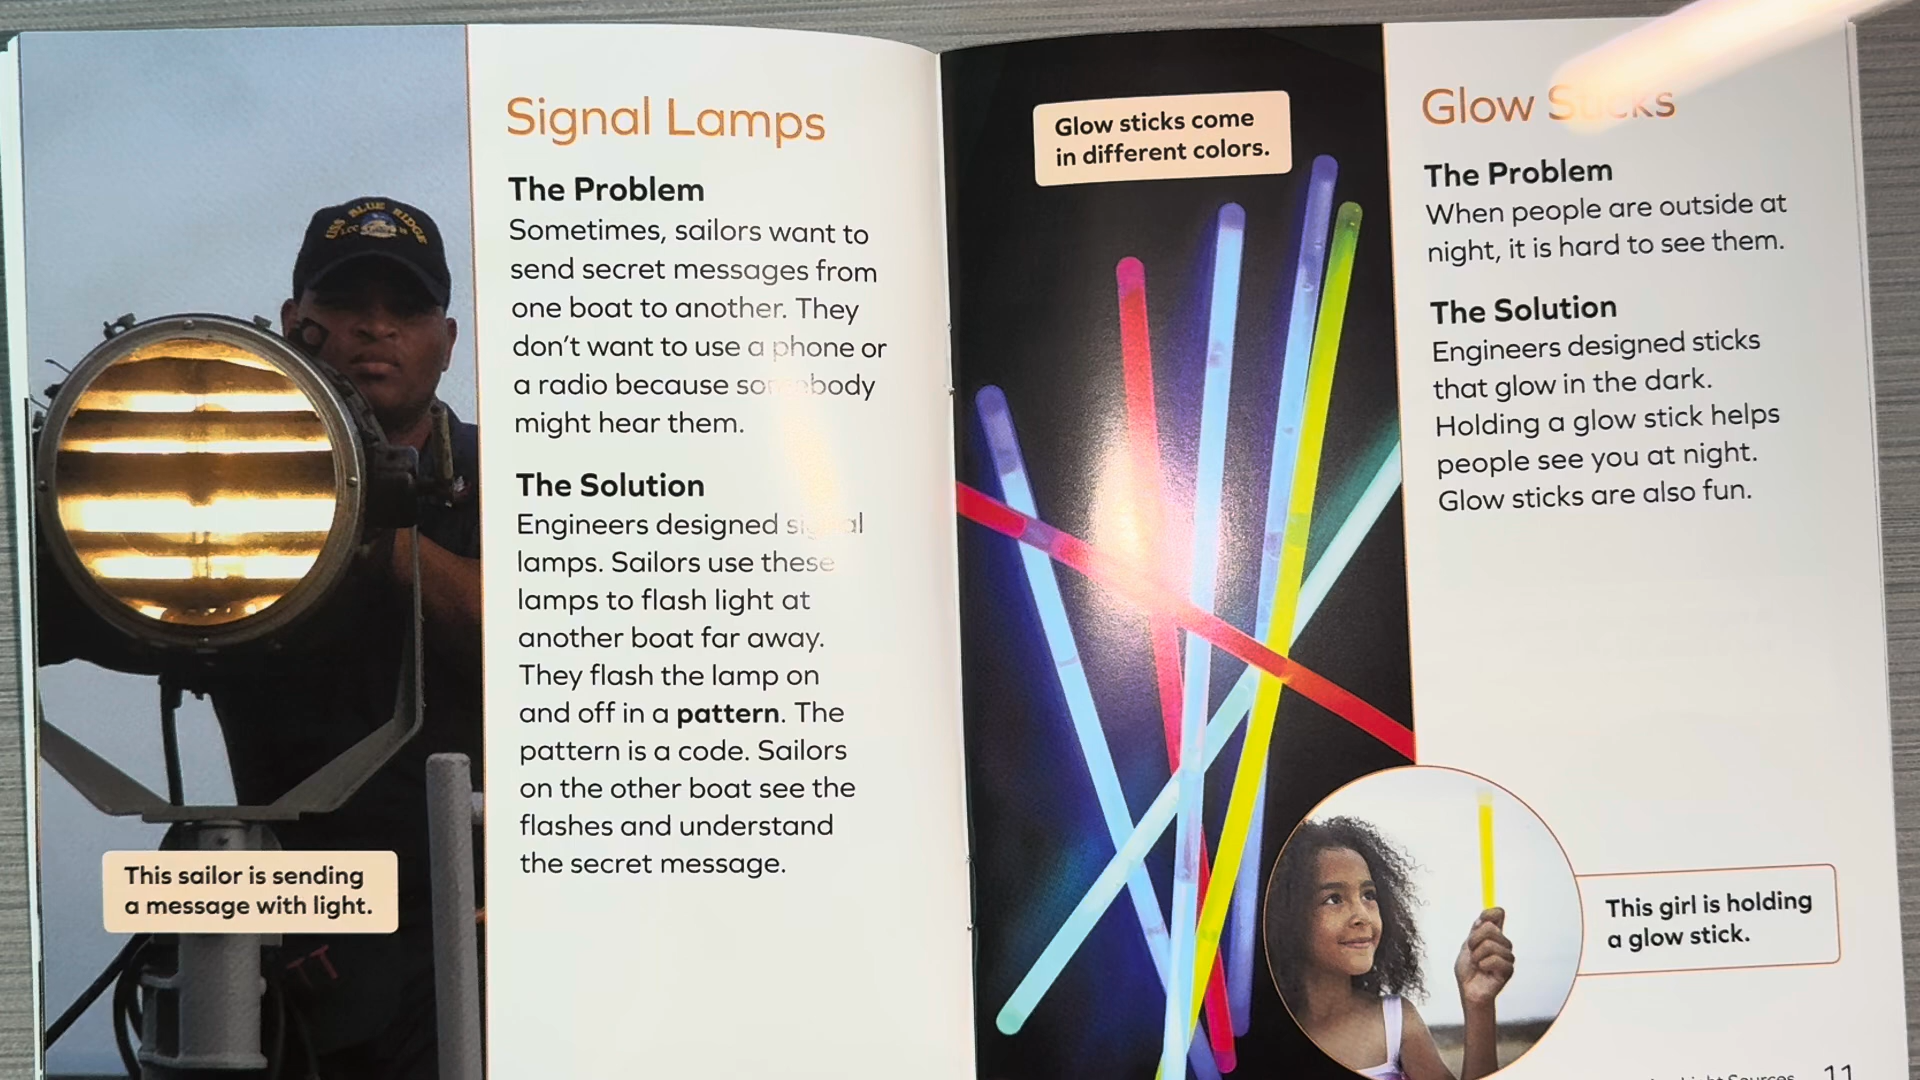 Signal Lamps
The Problem
Sometimes, sailors want to
send secret messages from
one boat to another. They
don't want to use a phone or
a radio because somebody
might hear them.
The Solution
Engineers designed signal
lamps. Sailors use these
lamps to flash light at
another boat far away.
They flash the lamp on
and off in a pattern. The
pattern is a code. Sailors
on the other boat see the
flashes and understand
the secret message.
USS BLUE RIDGE
LCC 19
This sailor is sending
a message with light.
Glow sticks come
in different colors.
Glow Sticks
The Problem
When people are outside at
night, it is hard to see them.
The Solution
Engineers designed sticks
that glow in the dark.
Holding a glow stick helps
people see you at night.
Glow sticks are also fun.
This girl is holding
a glow stick.
Light Sources 11